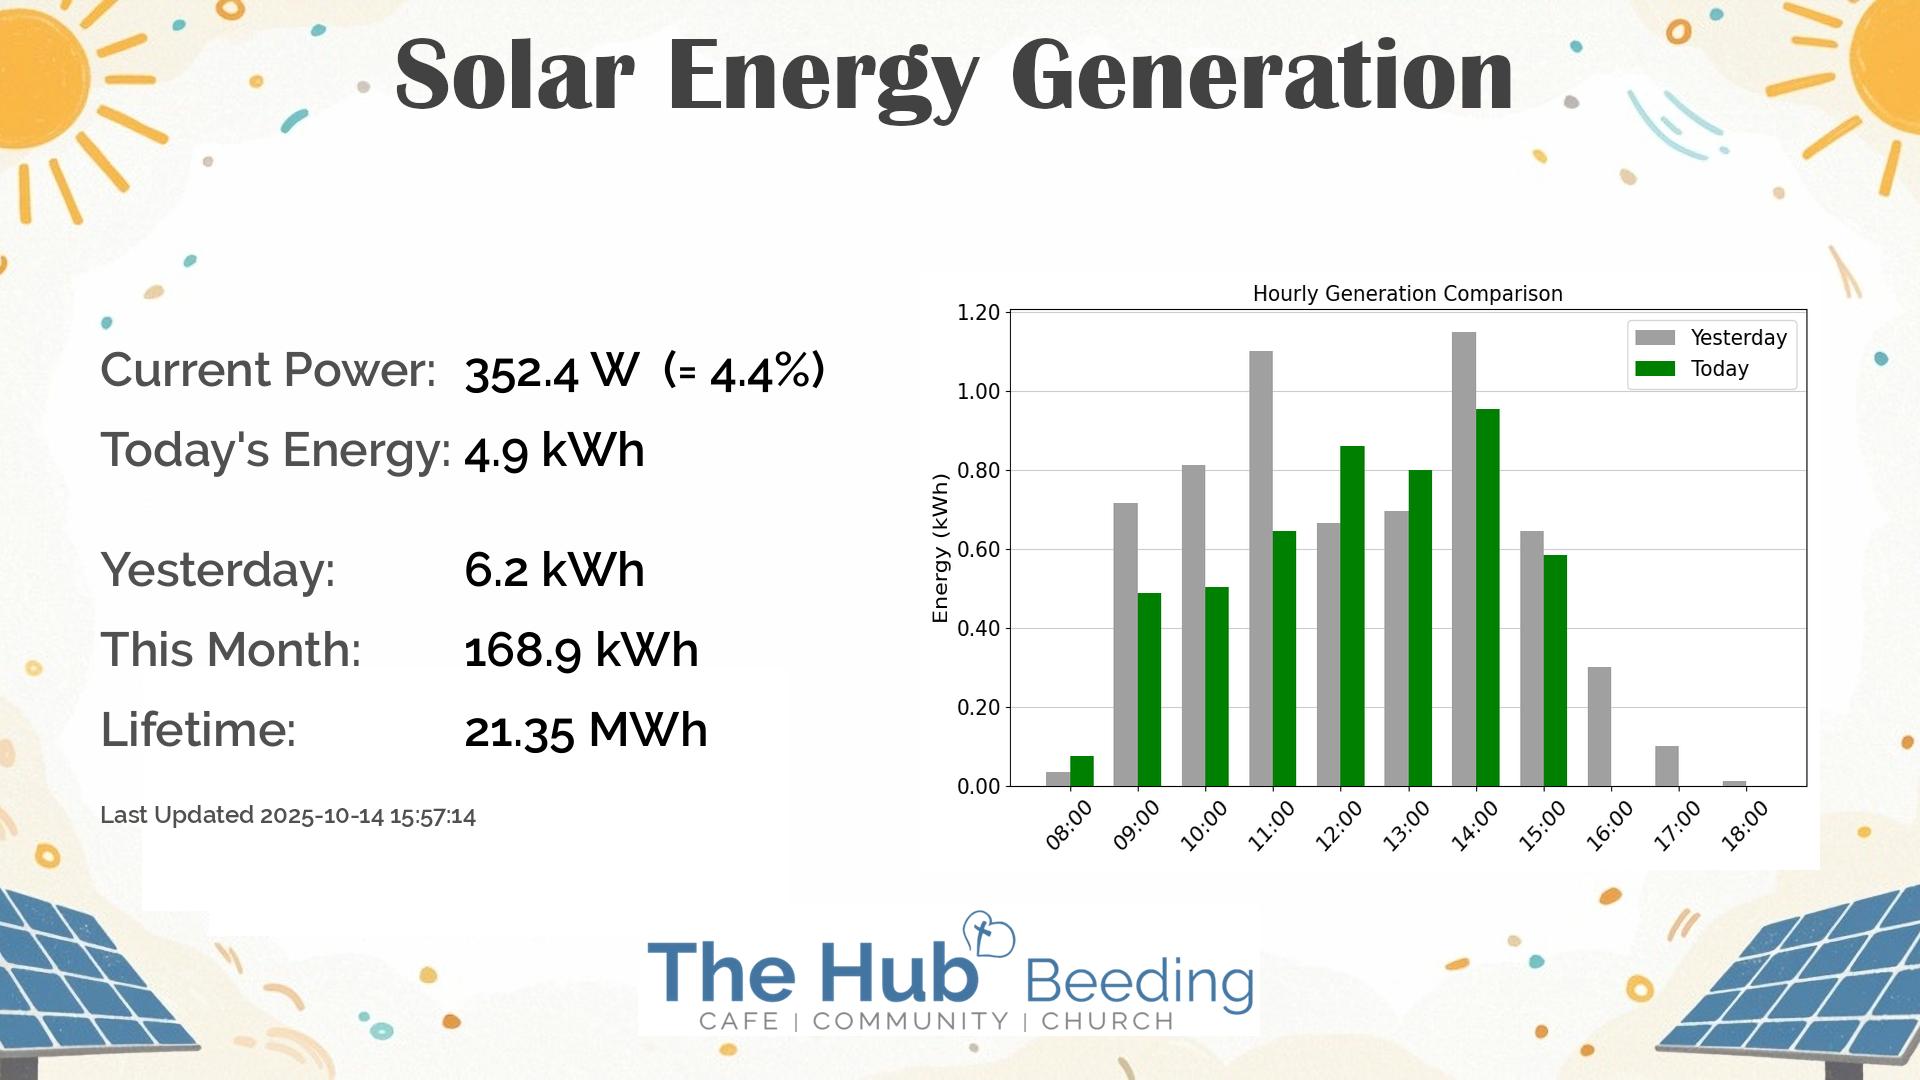 Solar Energy Generation
Current Power: 352.4 W (= 4.4%)
Today's Energy: 4.9 kWh
Yesterday: 6.2 kWh
This Month: 168.9 kWh
Lifetime: 21.35 MWh
Last Updated 2025-10-14 15:57:14
Hourly Generation Comparison
Yesterday
Today
Energy (kWh)
1.20
1.00
0.80
0.60
0.40
0.20
0.00
08:00 09:00 10:00 11:00 12:00 13:00 14:00 15:00 16:00 17:00 18:00
The Hub Beeding
CAFE | COMMUNITY | CHURCH